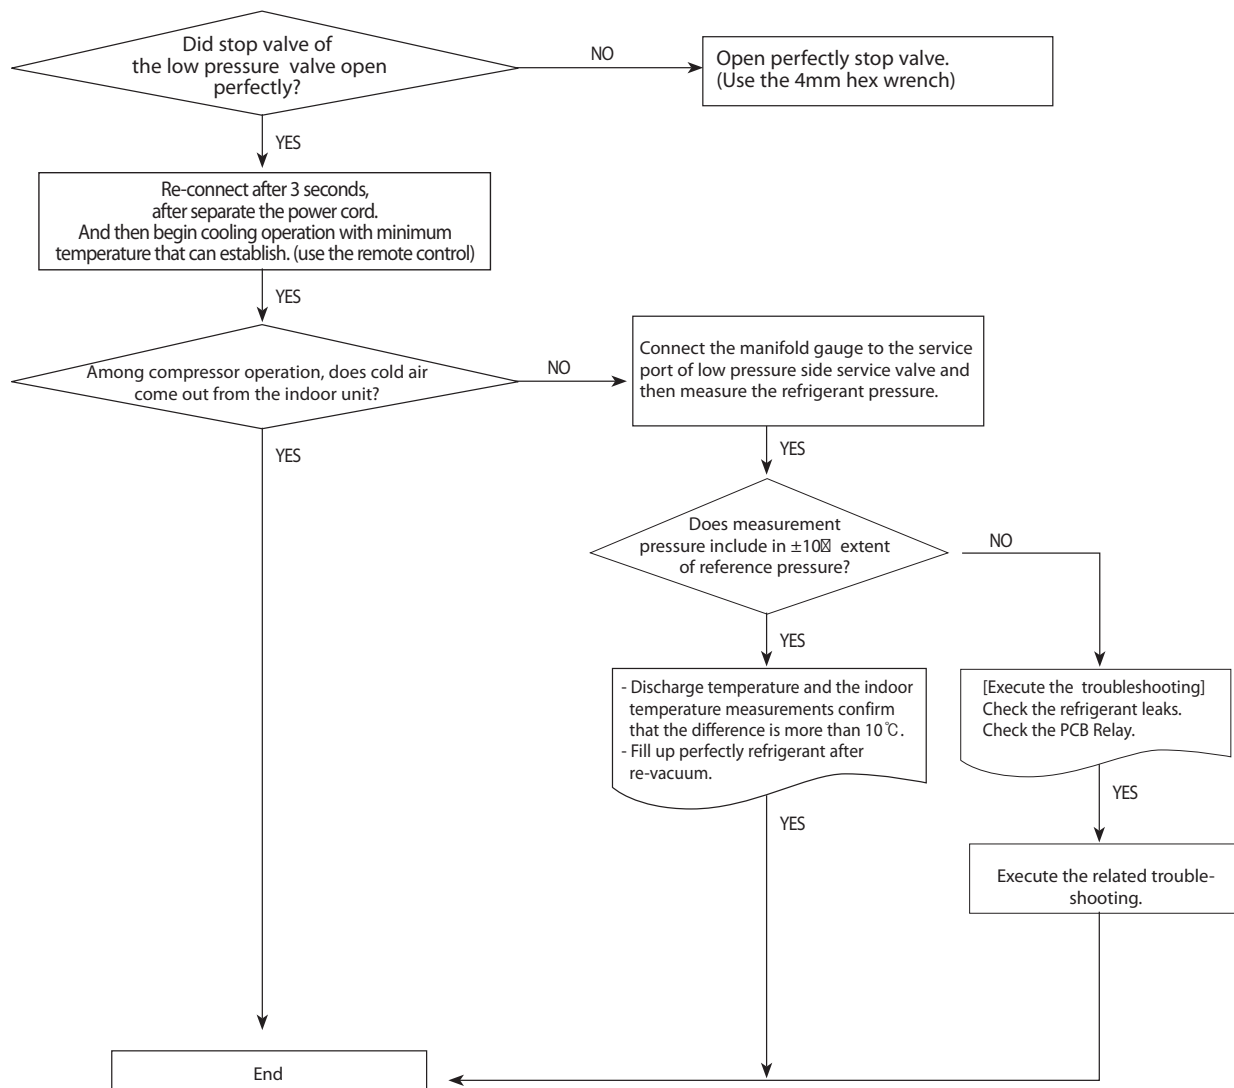 Did stop valve of
the low pressure valve open
perfectly?
NO
Open perfectly stop valve.
(Use the 4mm hex wrench)
YES
Re-connect after 3 seconds,
after separate the power cord.
And then begin cooling operation with minimum
temperature that can establish. (use the remote control)
YES
Among compressor operation, does cold air
come out from the indoor unit?
NO
Connect the manifold gauge to the service
port of low pressure side service valve and
then measure the refrigerant pressure.
YES
YES
Does measurement
pressure include in ±10 extent
of reference pressure?
NO
YES
- Discharge temperature and the indoor
temperature measurements confirm
that the difference is more than 10℃.
- Fill up perfectly refrigerant after
re-vacuum.
[Execute the troubleshooting]
Check the refrigerant leaks.
Check the PCB Relay.
YES
YES
Execute the related trouble-
shooting.
End